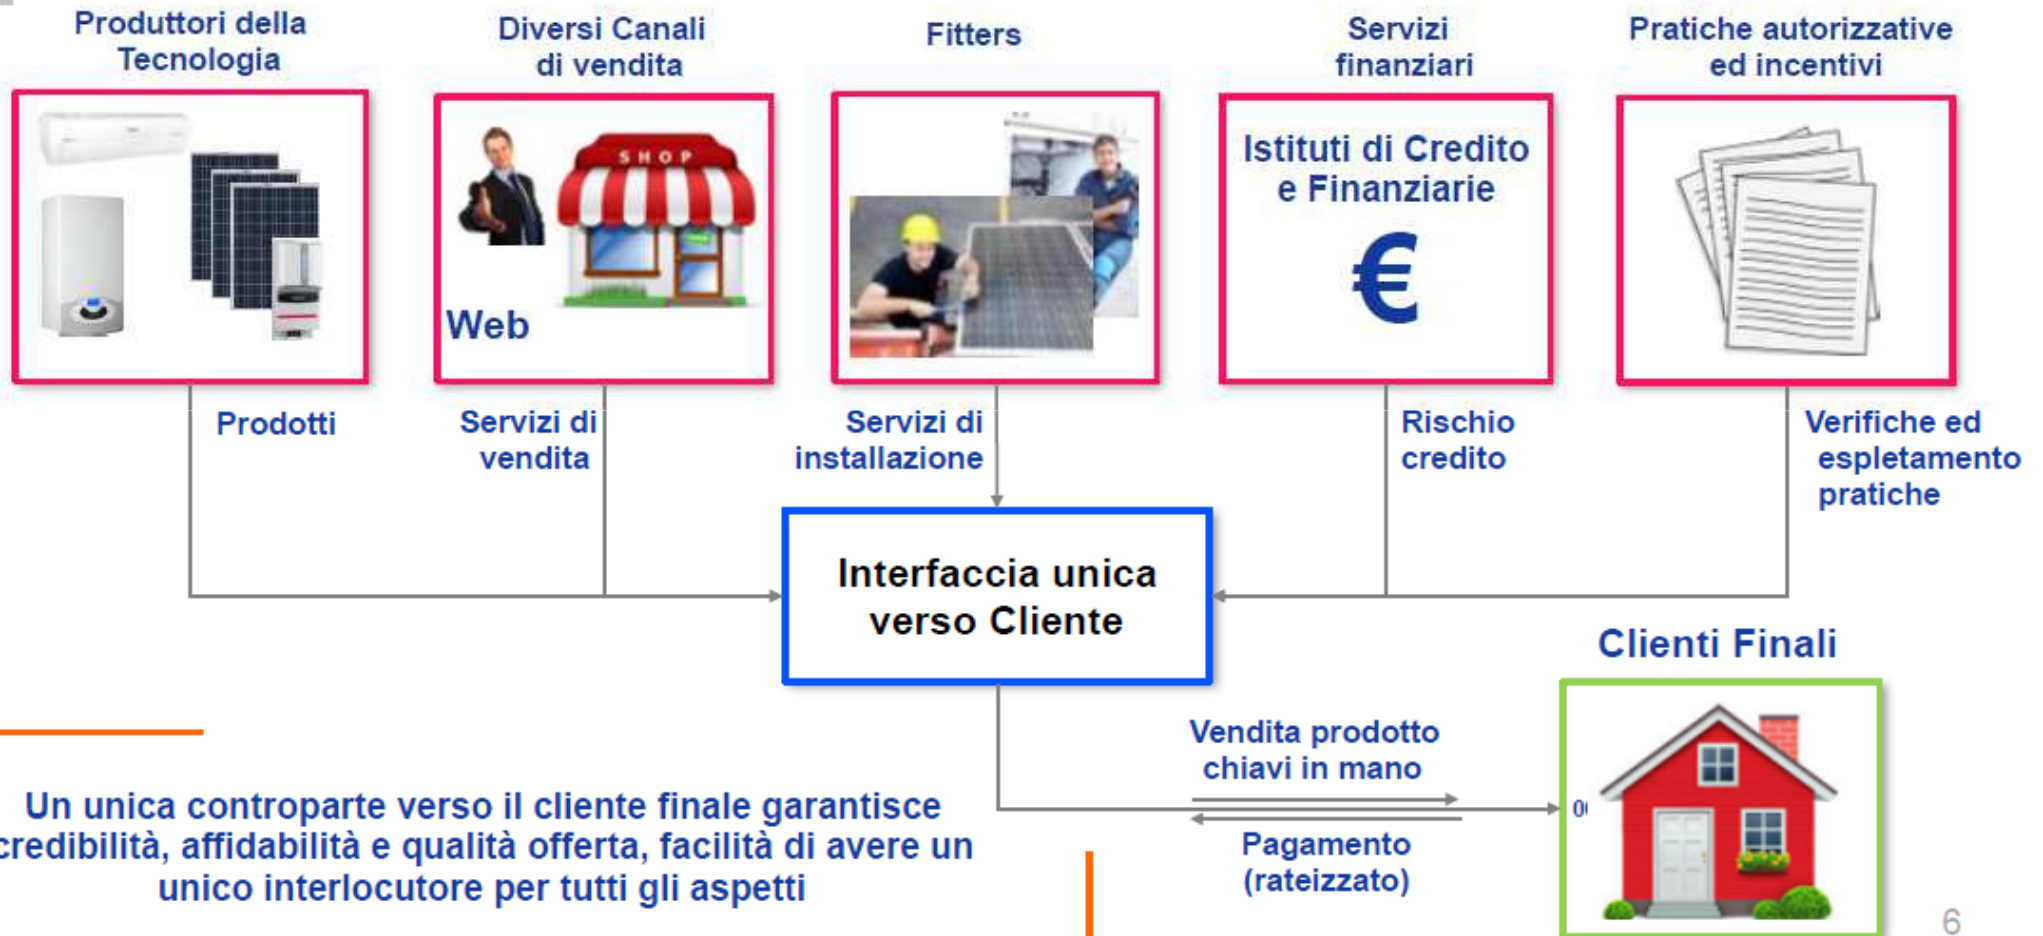 Produttori della
Tecnologia
Diversi Canali
di vendita
Fitters
Servizi
finanziari
Pratiche autorizzative
ed incentivi
SHOP
Web
Istituti di Credito
e Finanziarie
€
Prodotti
Servizi di
vendita
Servizi di
installazione
Rischio
credito
Verifiche ed
espletamento
pratiche
Interfaccia unica
verso Cliente
Clienti Finali
Vendita prodotto
chiavi in mano
Pagamento
(rateizzato)
Un unica controparte verso il cliente finale garantisce
credibilità, affidabilità e qualità offerta, facilità di avere un
unico interlocutore per tutti gli aspetti
6